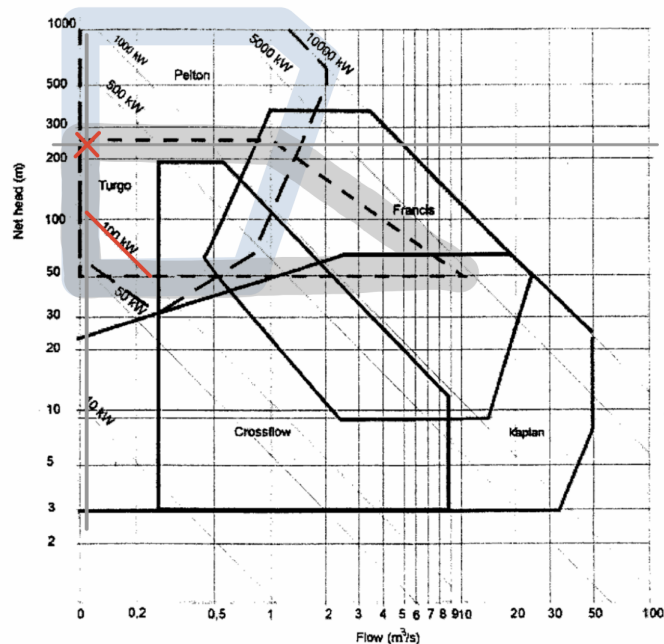 1000
1000 kW
5000 kW
10000 kW
Pelton
500
500 kW
300
200
Turgo
Francis
100
100 kW
50
50 kW
30
20
10
10 kW
Crossflow
Kaplan
5
3
2
Net head (m)
0 0,2 1 2 3 4 5 6 7 8 9 10 20 50 100
Flow (m³/s)